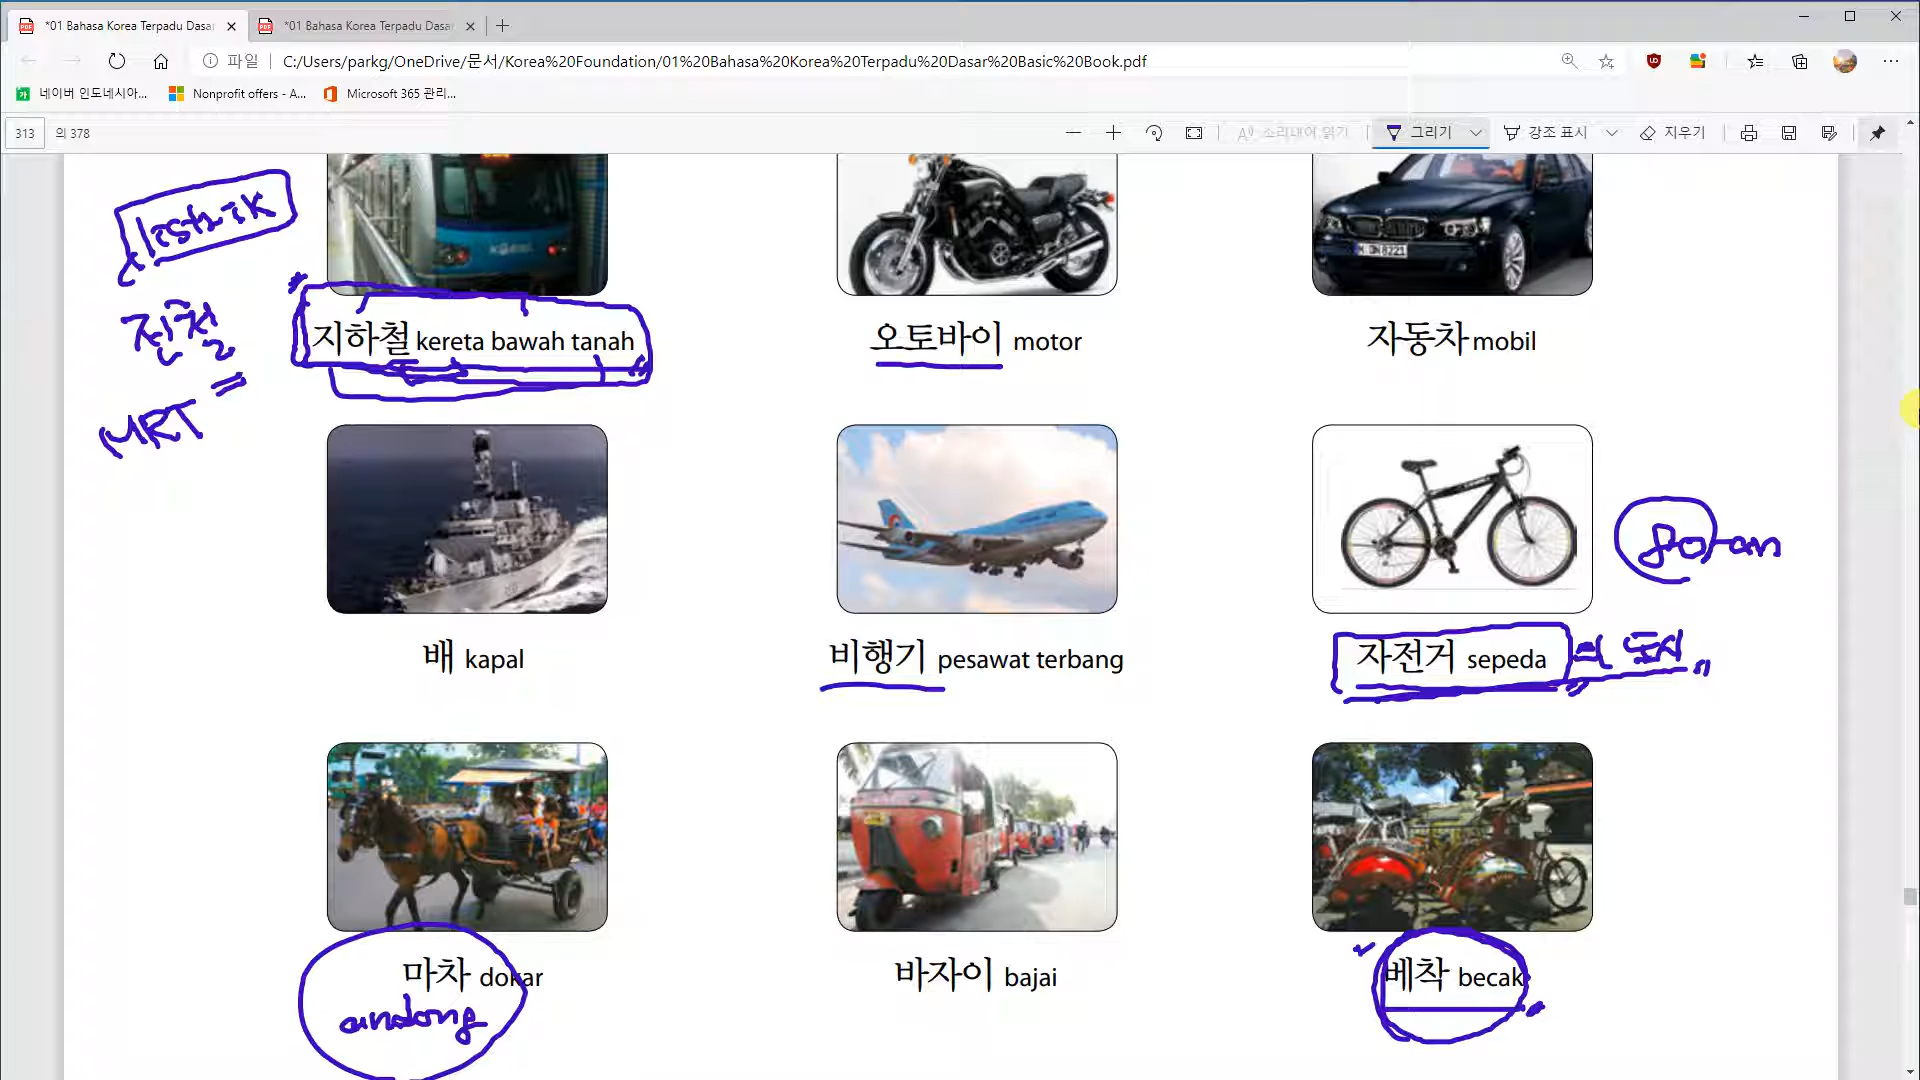 *01 Bahasa Korea Terpadu Dasar
*01 Bahasa Korea Terpadu Dasar
파일
C:/Users/parkg/OneDrive/문서/Korea%20Foundation/01%20Bahasa%20Korea%20Terpadu%20Dasar%20Basic%20Book.pdf
네이버 인도네시아...
Nonprofit offers - A...
Microsoft 365 관리...
313
의 378
소리내어 읽기
그리기
강조 표시
지우기
listrik
전철
MRT
지하철 kereta bawah tanah
오토바이 motor
자동차 mobil
배 kapal
비행기 pesawat terbang
자전거 sepeda
의 도시
마차 dokar
andong
바자이 bajai
베착 becak